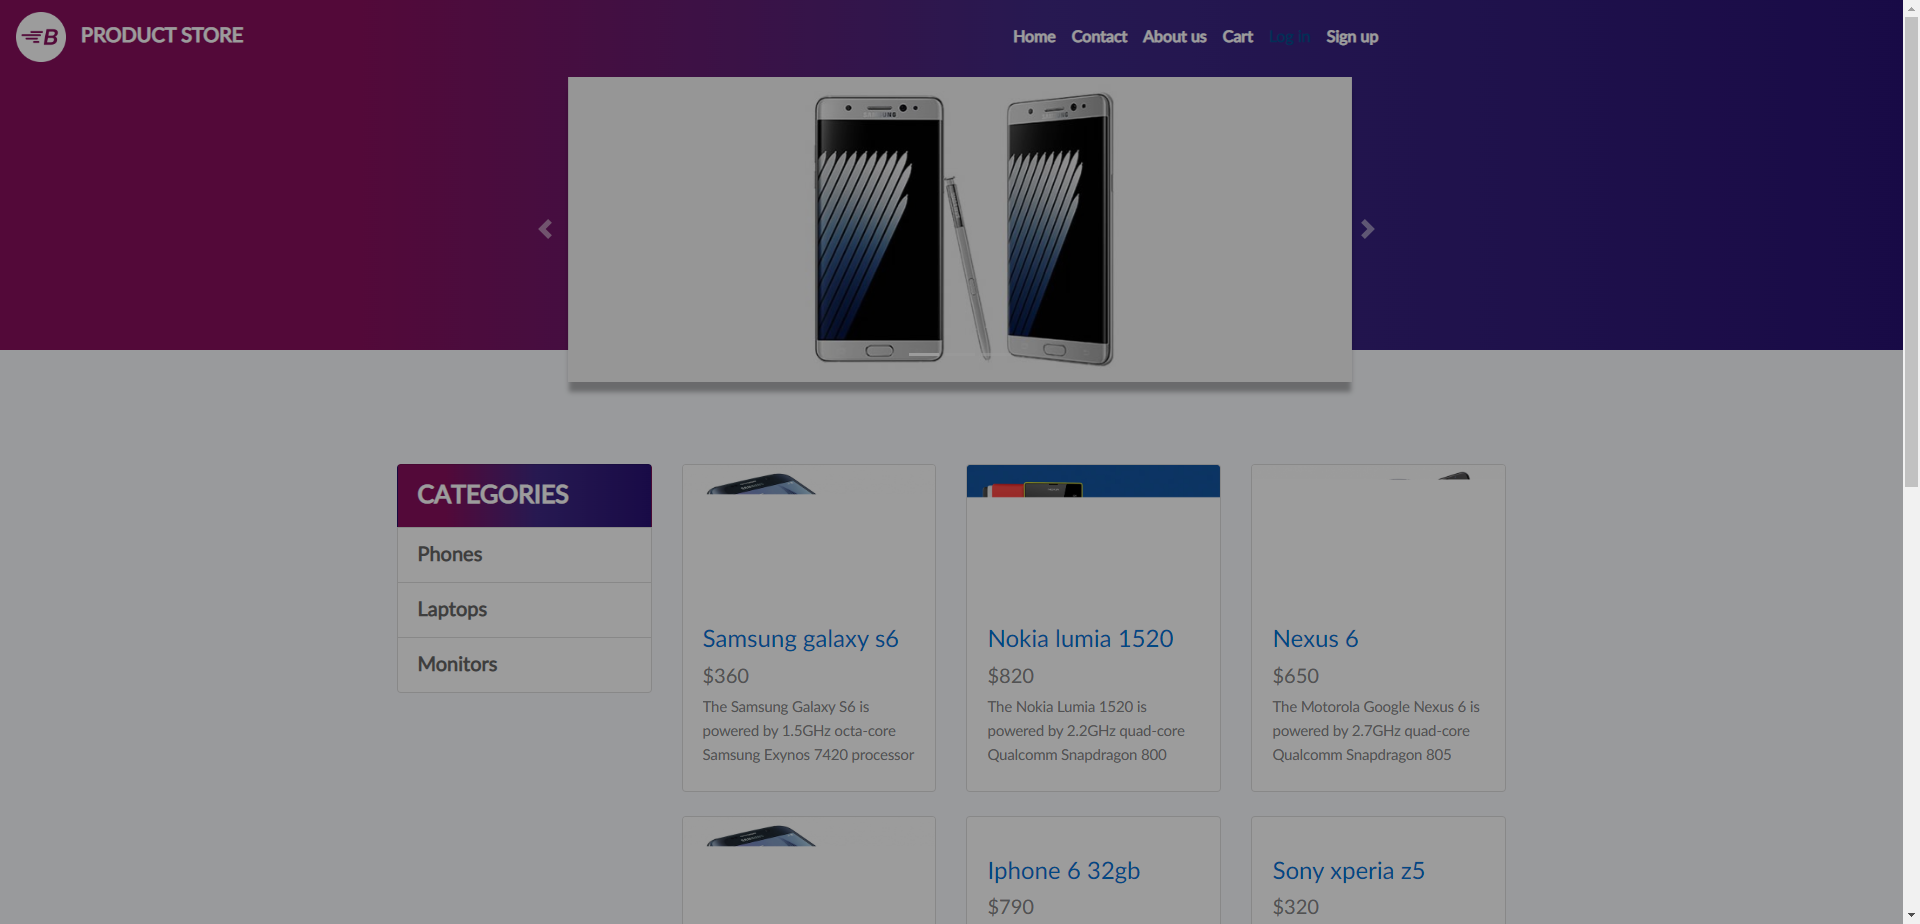 B PRODUCT STORE
Home Contact About us Cart Log in Sign up
SAMSUNG
CATEGORIES
Phones
Laptops
Monitors
Samsung galaxy s6
$360
The Samsung Galaxy S6 is
powered by 1.5GHz octa-core
Samsung Exynos 7420 processor
Nokia lumia 1520
$820
The Nokia Lumia 1520 is
powered by 2.2GHz quad-core
Qualcomm Snapdragon 800
Nexus 6
$650
The Motorola Google Nexus 6 is
powered by 2.7GHz quad-core
Qualcomm Snapdragon 805
Iphone 6 32gb
$790
Sony xperia z5
$320